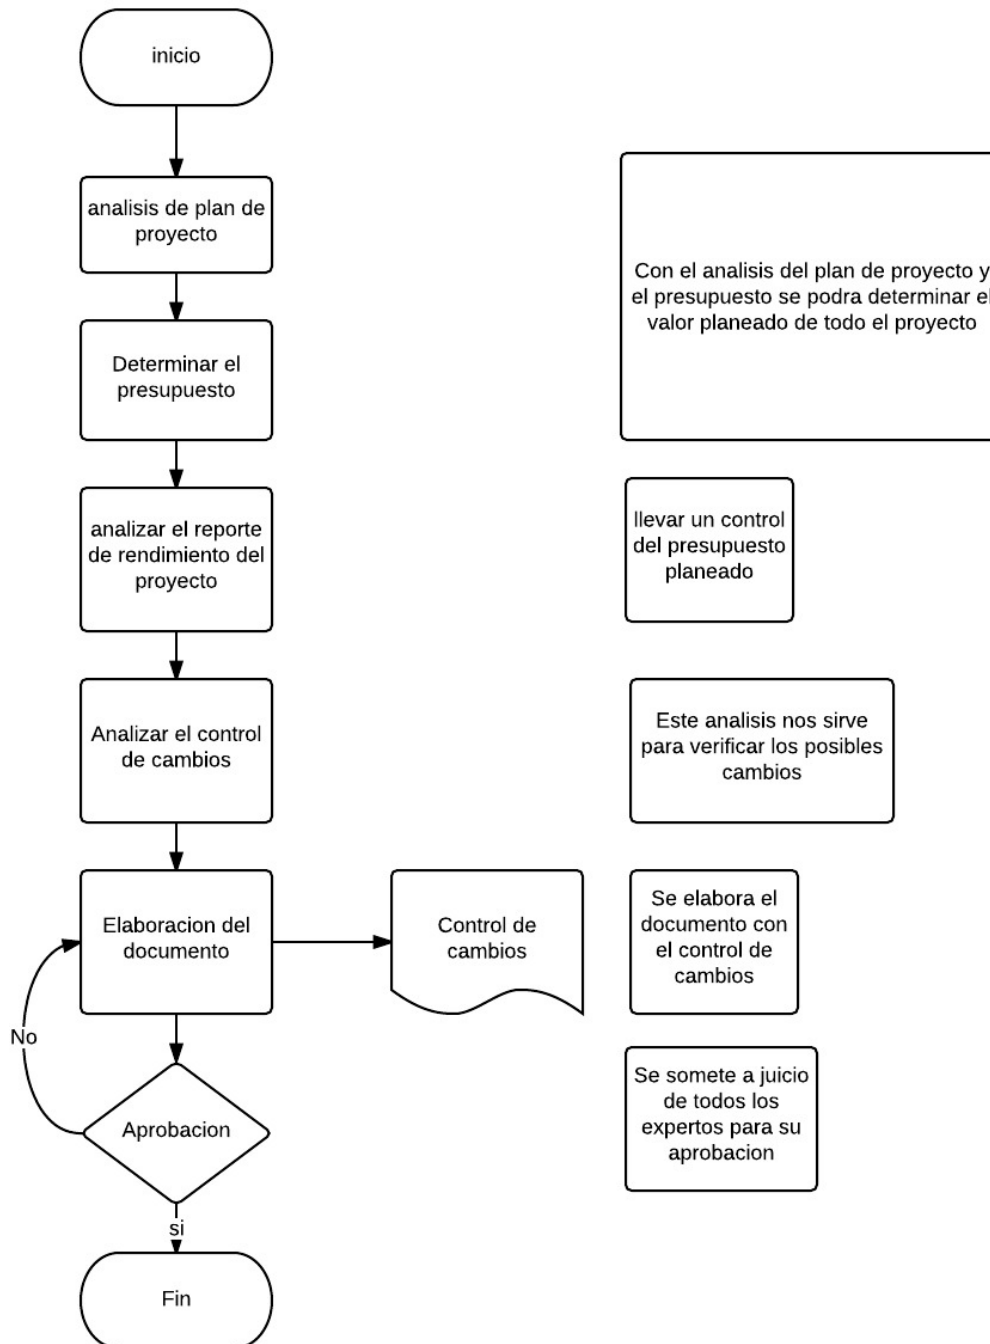 inicio
analisis de plan de
proyecto
Con el analisis del plan de proyecto y
el presupuesto se podra determinar el
valor planeado de todo el proyecto
Determinar el
presupuesto
analizar el reporte
de rendimiento del
proyecto
llevar un control
del presupuesto
planeado
Analizar el control
de cambios
Este analisis nos sirve
para verificar los posibles
cambios
Elaboracion del
documento
Control de
cambios
Se elabora el
documento con
el control de
cambios
No
Aprobacion
Se somete a juicio
de todos los
expertos para su
aprobacion
si
Fin